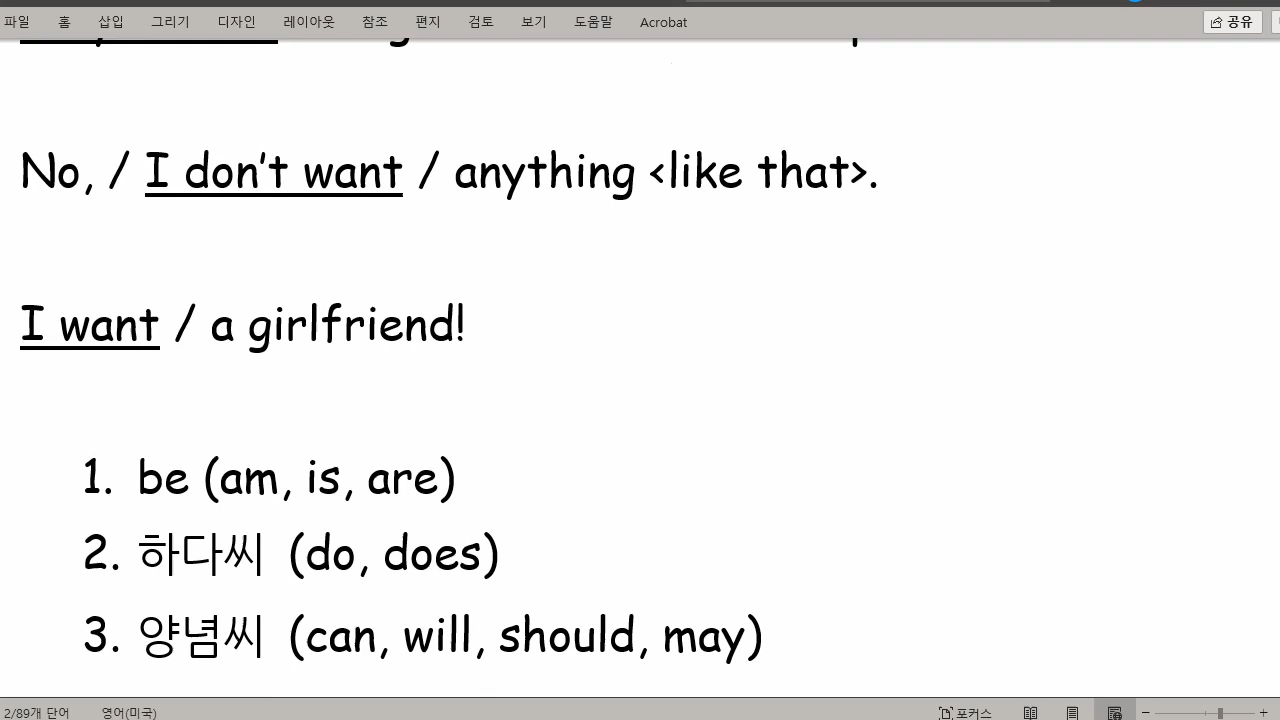 파일 홈 삽입 그리기 디자인 레이아웃 참조 편지 검토 보기 도움말 Acrobat 공유
No, / I don't want / anything <like that>.
I want / a girlfriend!
1. be (am, is, are)
2. 하다씨 (do, does)
3. 양념씨 (can, will, should, may)
2/89개 단어 영어(미국) 포커스